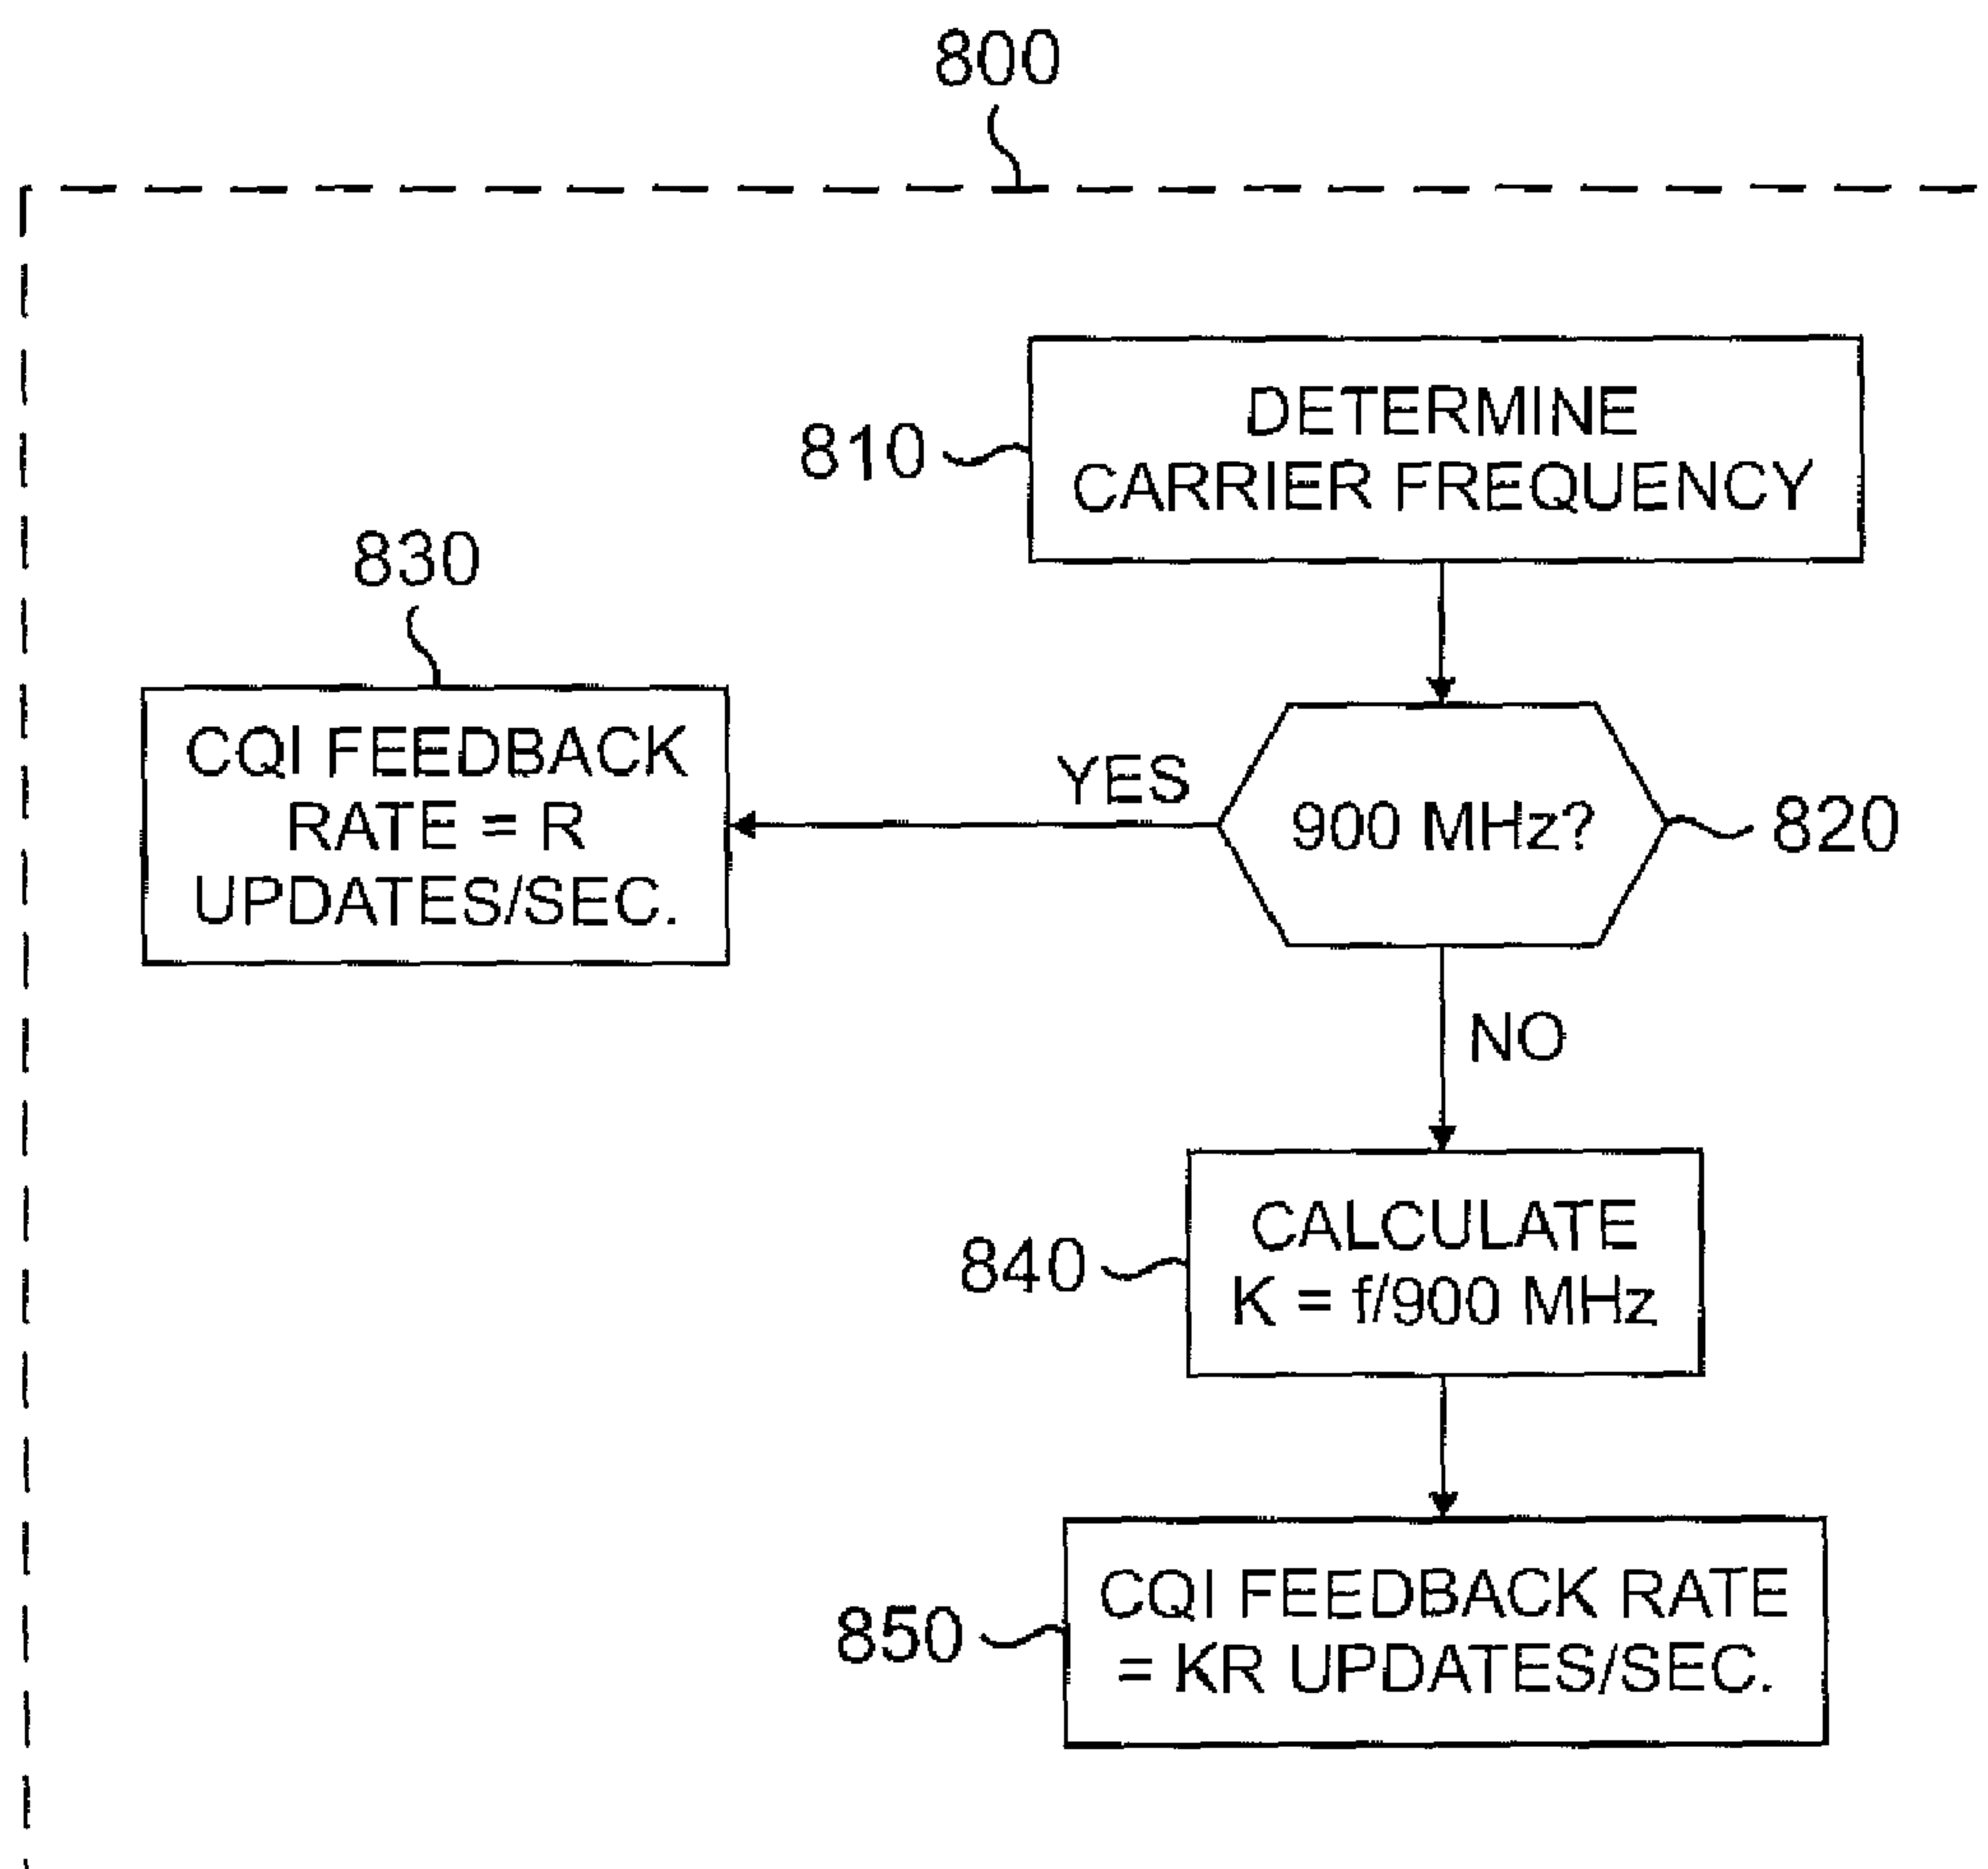 800
810
DETERMINE
CARRIER FREQUENCY
830
CQI FEEDBACK
RATE = R
UPDATES/SEC.
YES
900 MHz?
820
NO
840
CALCULATE
K = f/900 MHz
850
CQI FEEDBACK RATE
= KR UPDATES/SEC.